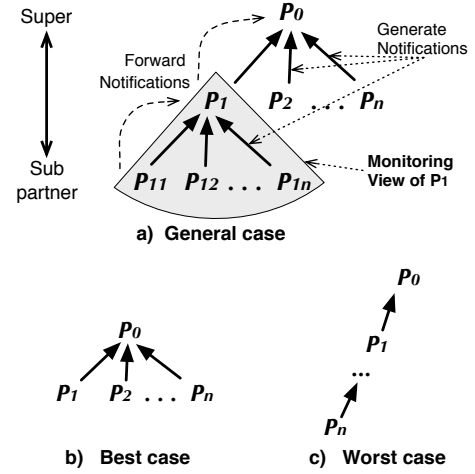 Super
P0
Generate
Notifications
Forward
Notifications
P1 P2 . . . Pn
Sub
partner
P11 P12 . . . P1n
Monitoring
View of P1
a) General case
P0
P0
P1
P1 P2 . . . Pn
...
Pn
b) Best case
c) Worst case